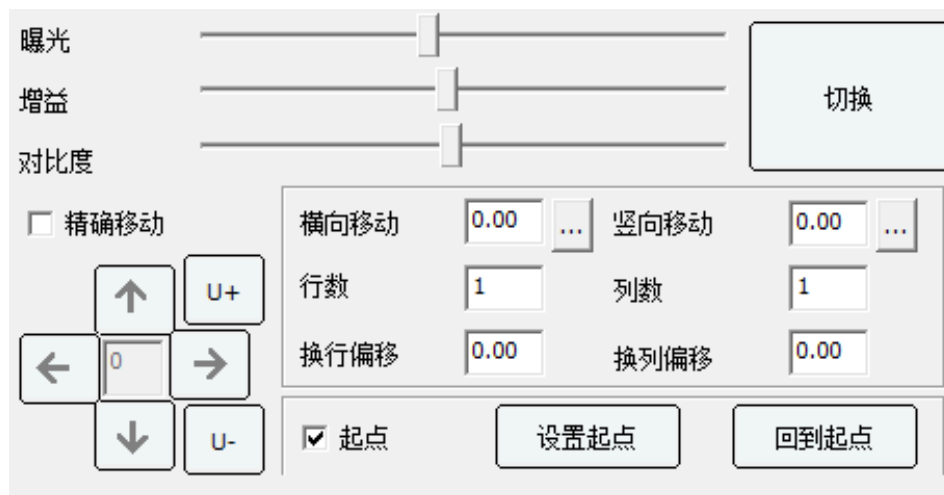 曝光
增益
切换
对比度
精确移动
横向移动 0.00 ... 竖向移动 0.00 ...
U+
行数 1 列数 1
0
换行偏移 0.00 换列偏移 0.00
U-
起点 设置起点 回到起点